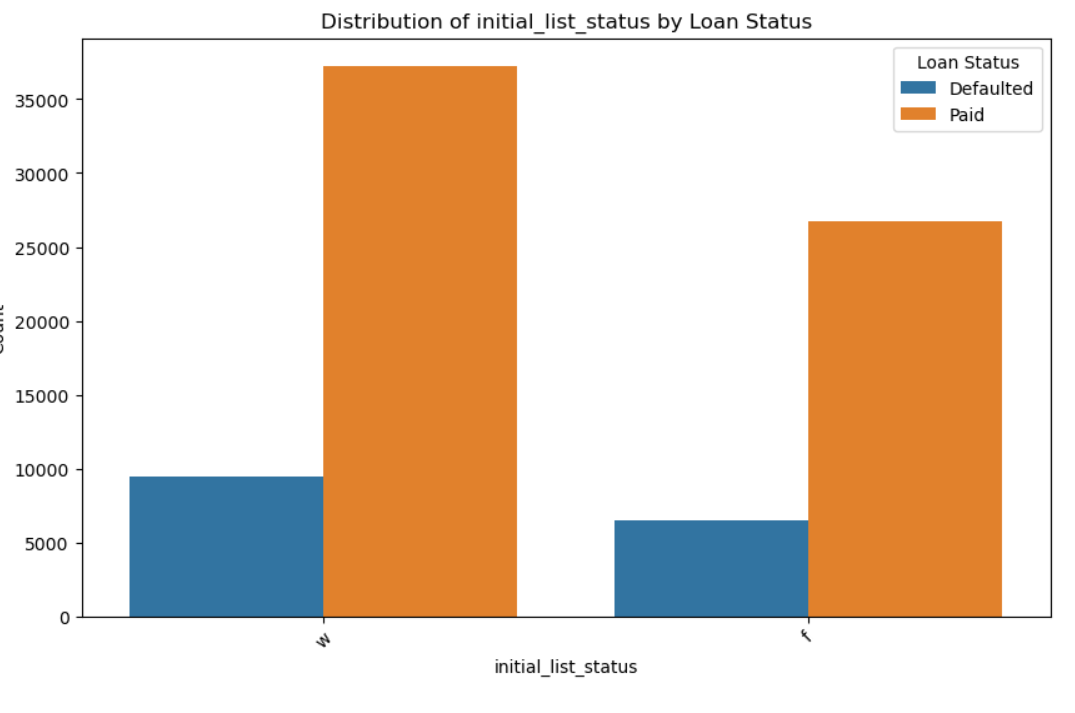 Distribution of initial_list_status by Loan Status
Loan Status
Defaulted
Paid
35000
30000
25000
20000
15000
10000
5000
0
w
f
initial_list_status